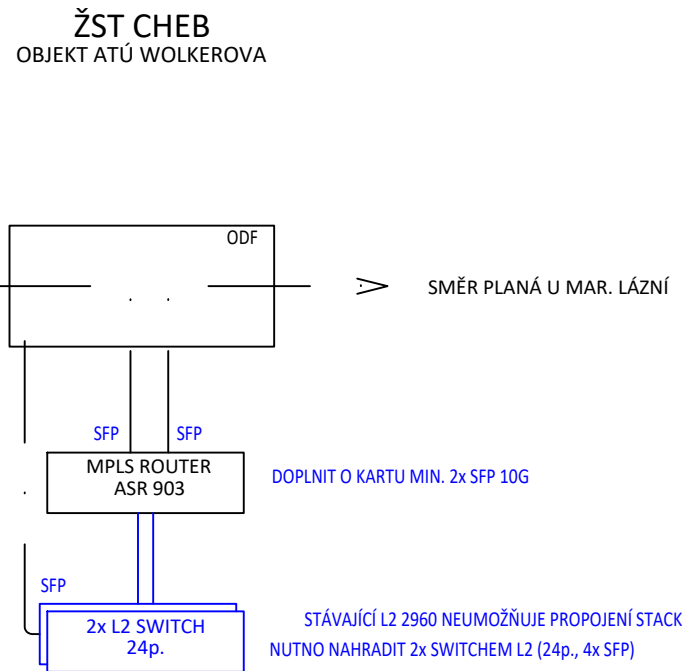 ŽST CHEB
OBJEKT ATÚ WOLKEROVA
ODF
SMĚR PLANÁ U MAR. LÁZNÍ
SFP SFP
MPLS ROUTER
ASR 903
DOPLNIT O KARTU MIN. 2x SFP 10G
SFP
2x L2 SWITCH
24p.
STÁVAJÍCÍ L2 2960 NEUMOŽŇUJE PROPOJENÍ STACK
NUTNO NAHRADIT 2x SWITCHEM L2 (24p., 4x SFP)